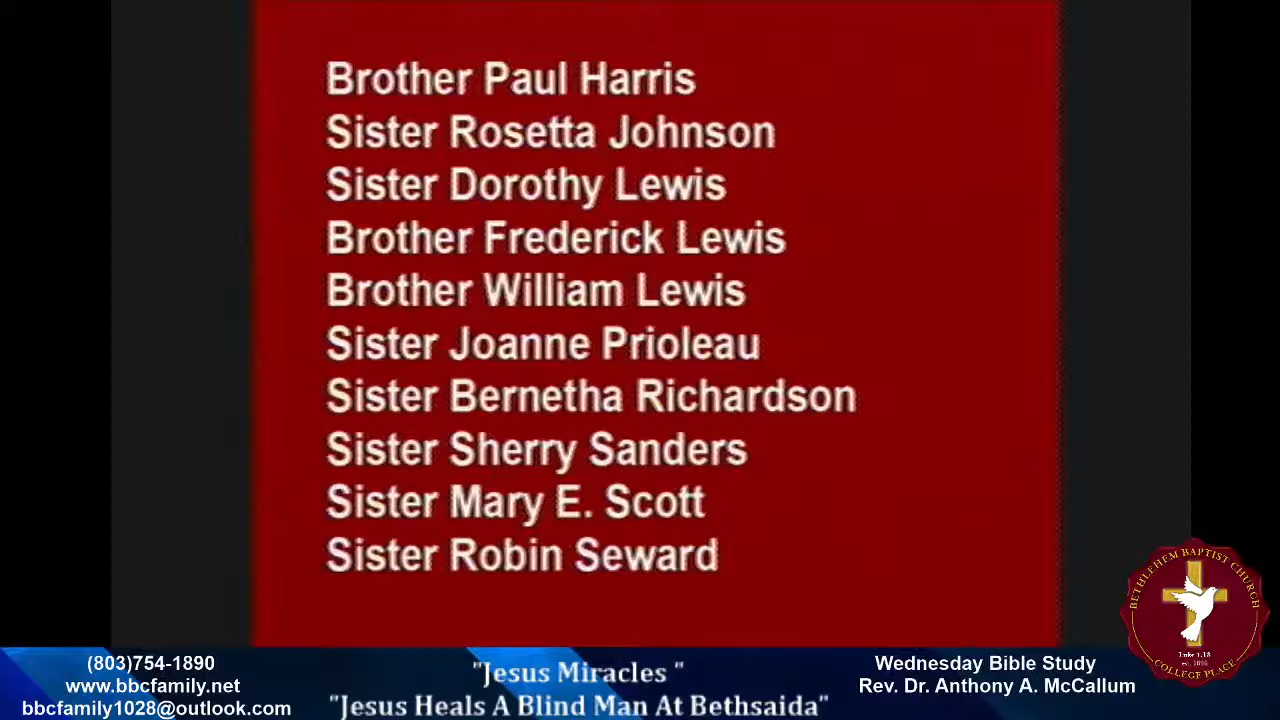 Brother Paul Harris
Sister Rosetta Johnson
Sister Dorothy Lewis
Brother Frederick Lewis
Brother William Lewis
Sister Joanne Prioleau
Sister Bernetha Richardson
Sister Sherry Sanders
Sister Mary E. Scott
Sister Robin Seward
BETHLEHEM BAPTIST CHURCH
Luke 4:18
COLLEGE PLACE
(803)754-1890
www.bbcfamily.net
bbcfamily1028@outlook.com
"Jesus Miracles "
"Jesus Heals A Blind Man At Bethsaida"
Wednesday Bible Study
Rev. Dr. Anthony A. McCallum